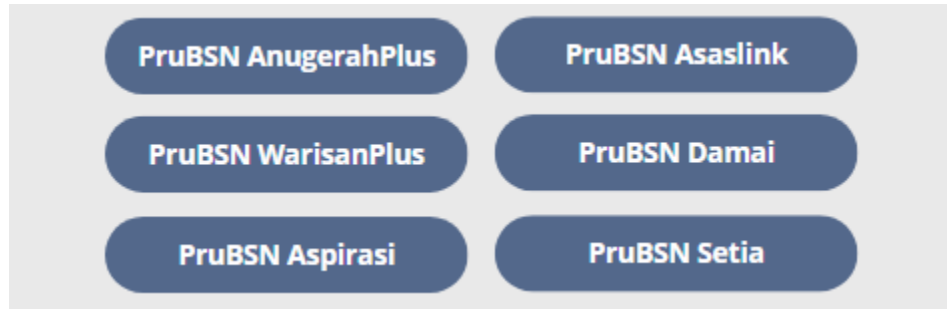 PruBSN AnugerahPlus
PruBSN Asaslink
PruBSN WarisanPlus
PruBSN Damai
PruBSN Aspirasi
PruBSN Setia